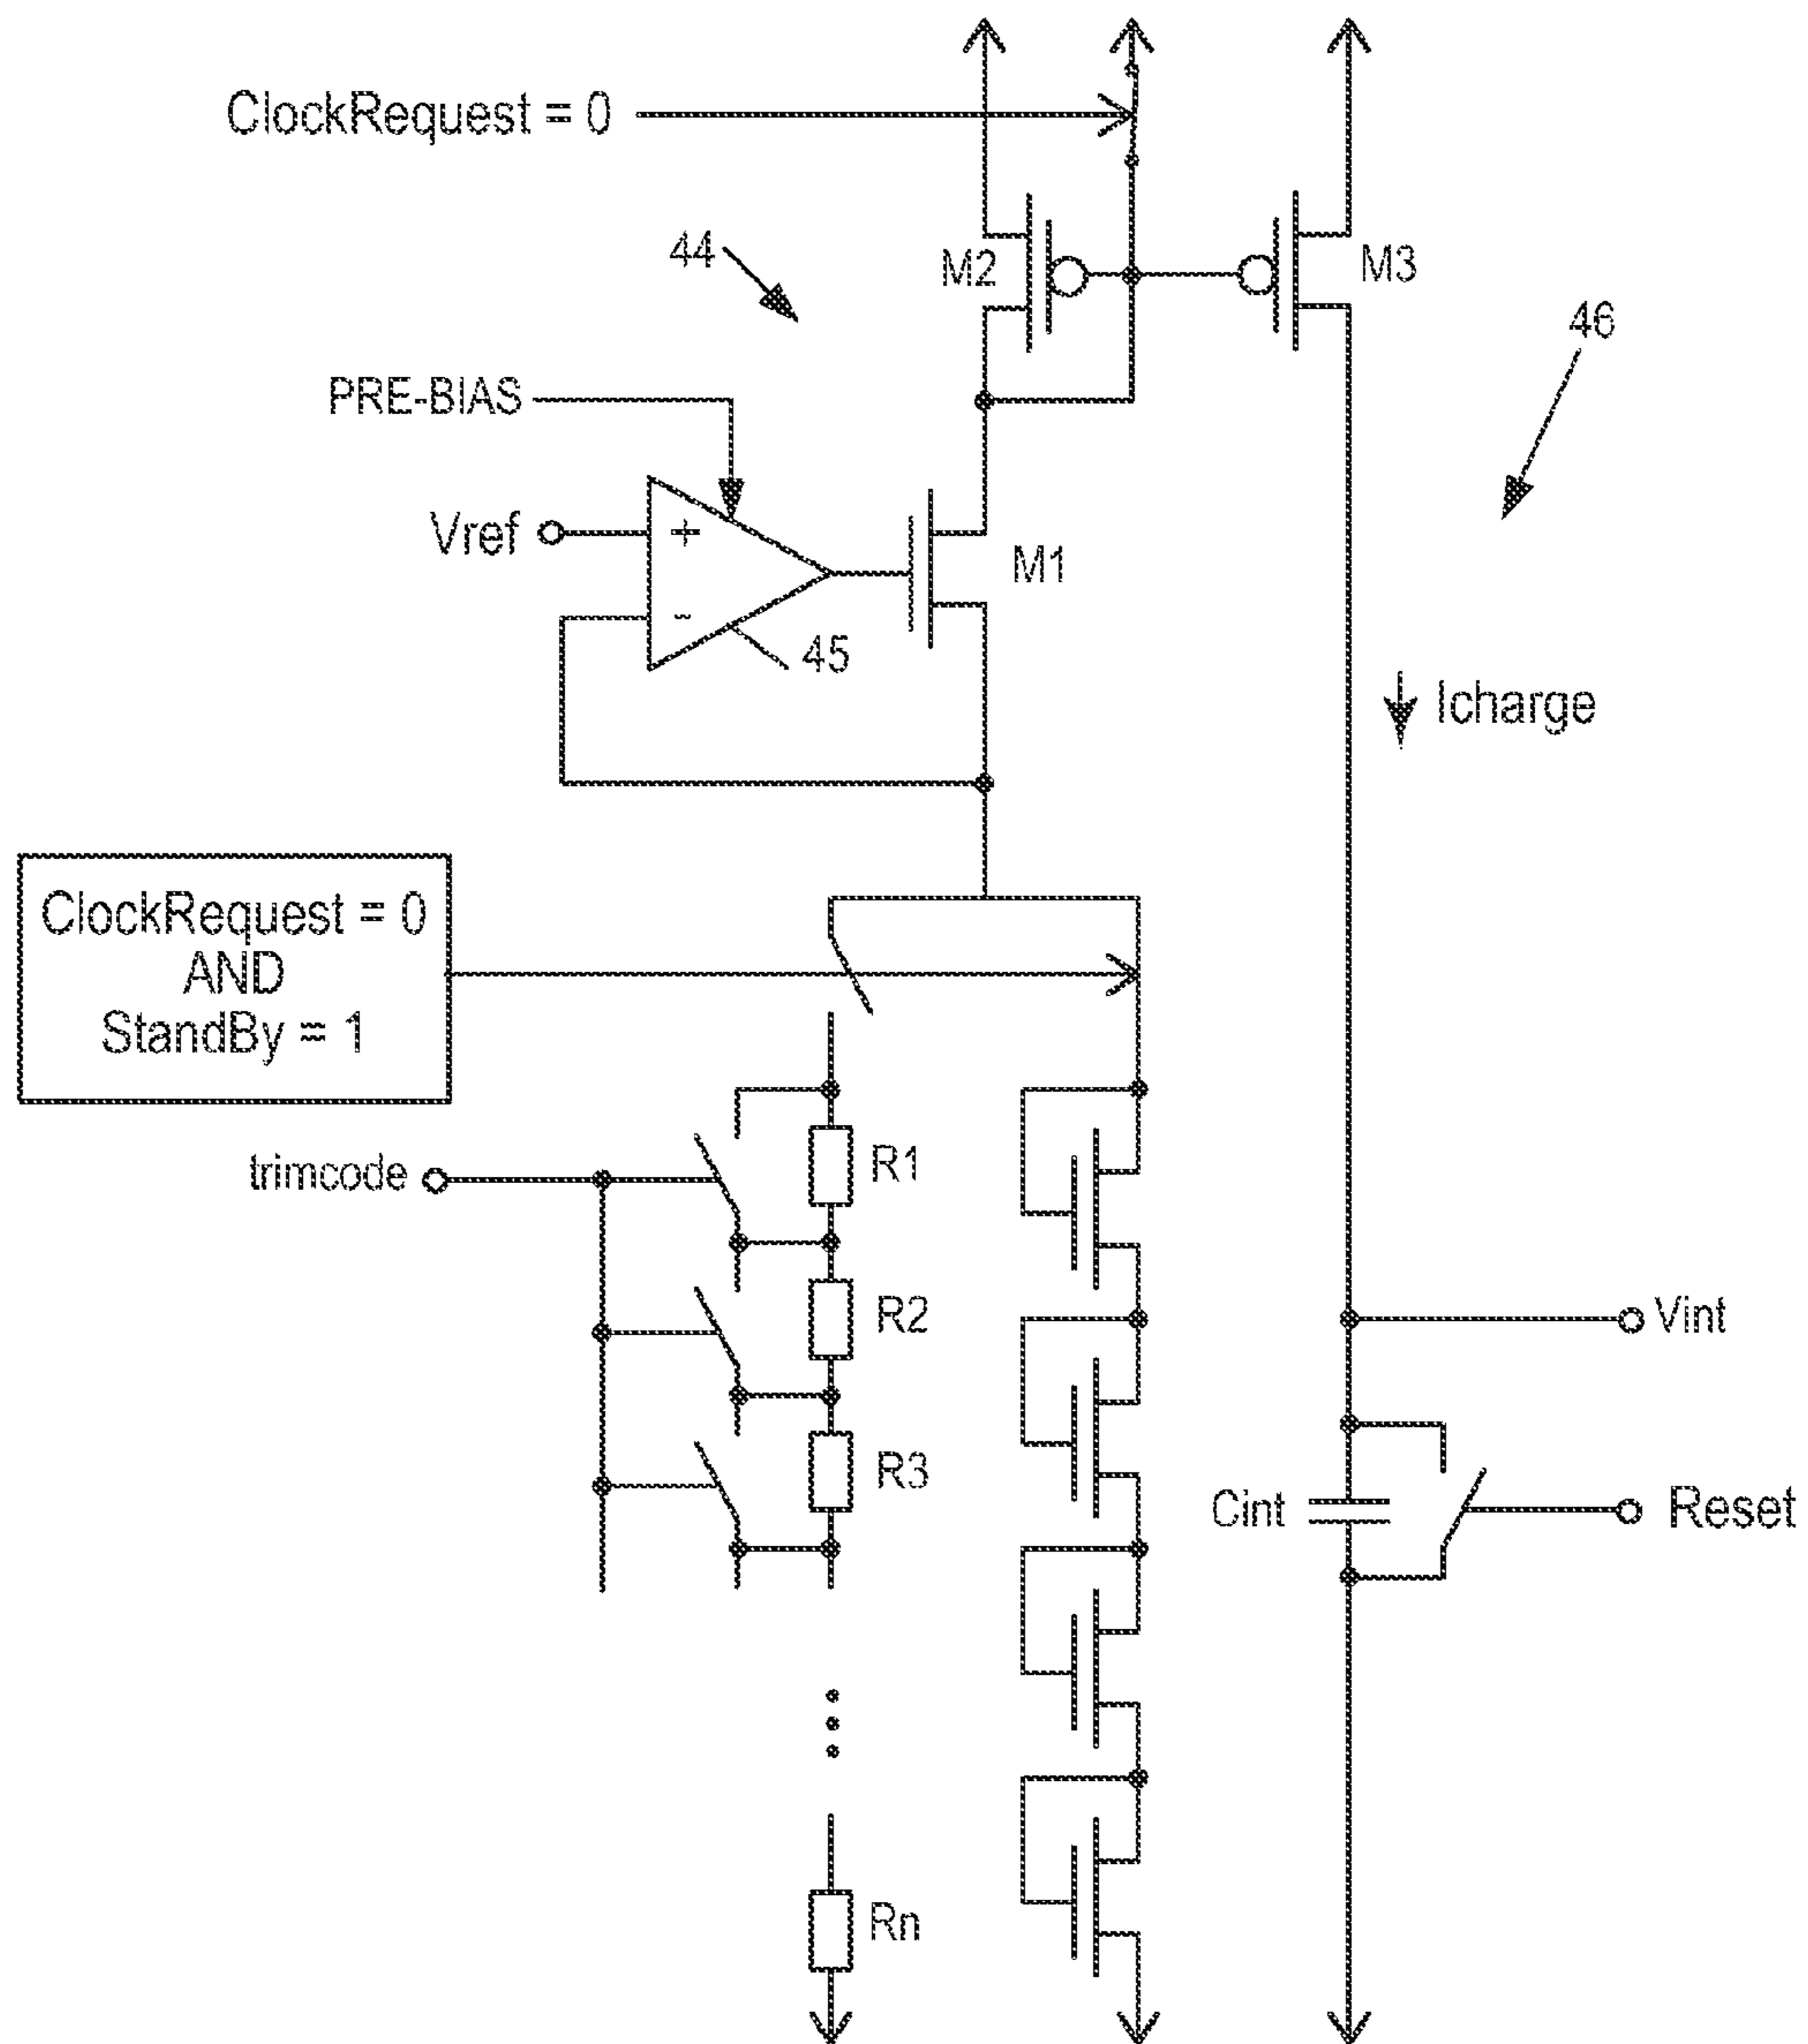 ClockRequest = 0
44
M2
M3
46
PRE-BIAS
Vref
+
-
M1
45
Icharge
ClockRequest = 0
AND
StandBy = 1
trimcode
R1
R2
Vint
R3
Cint
Reset
Rn